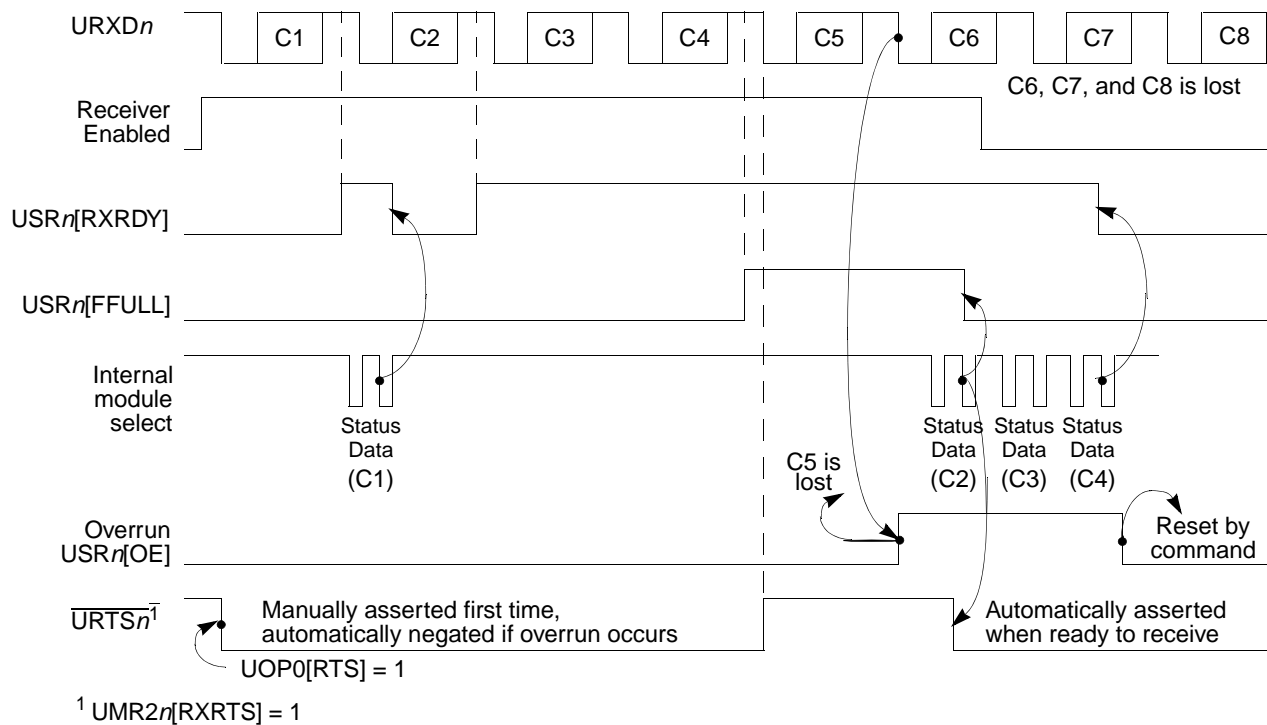 URXDn
C1 C2 C3 C4 C5 C6 C7 C8
C6, C7, and C8 is lost
Receiver
Enabled
USRn[RXRDY]
USRn[FFULL]
Internal
module
select
Status
Data
(C1)
Status
Data
(C2)
Status
Data
(C3)
Status
Data
(C4)
C5 is
lost
Overrun
USRn[OE]
Reset by
command
URTSn1
Manually asserted first time,
automatically negated if overrun occurs
Automatically asserted
when ready to receive
UOP0[RTS] = 1
1 UMR2n[RXRTS] = 1